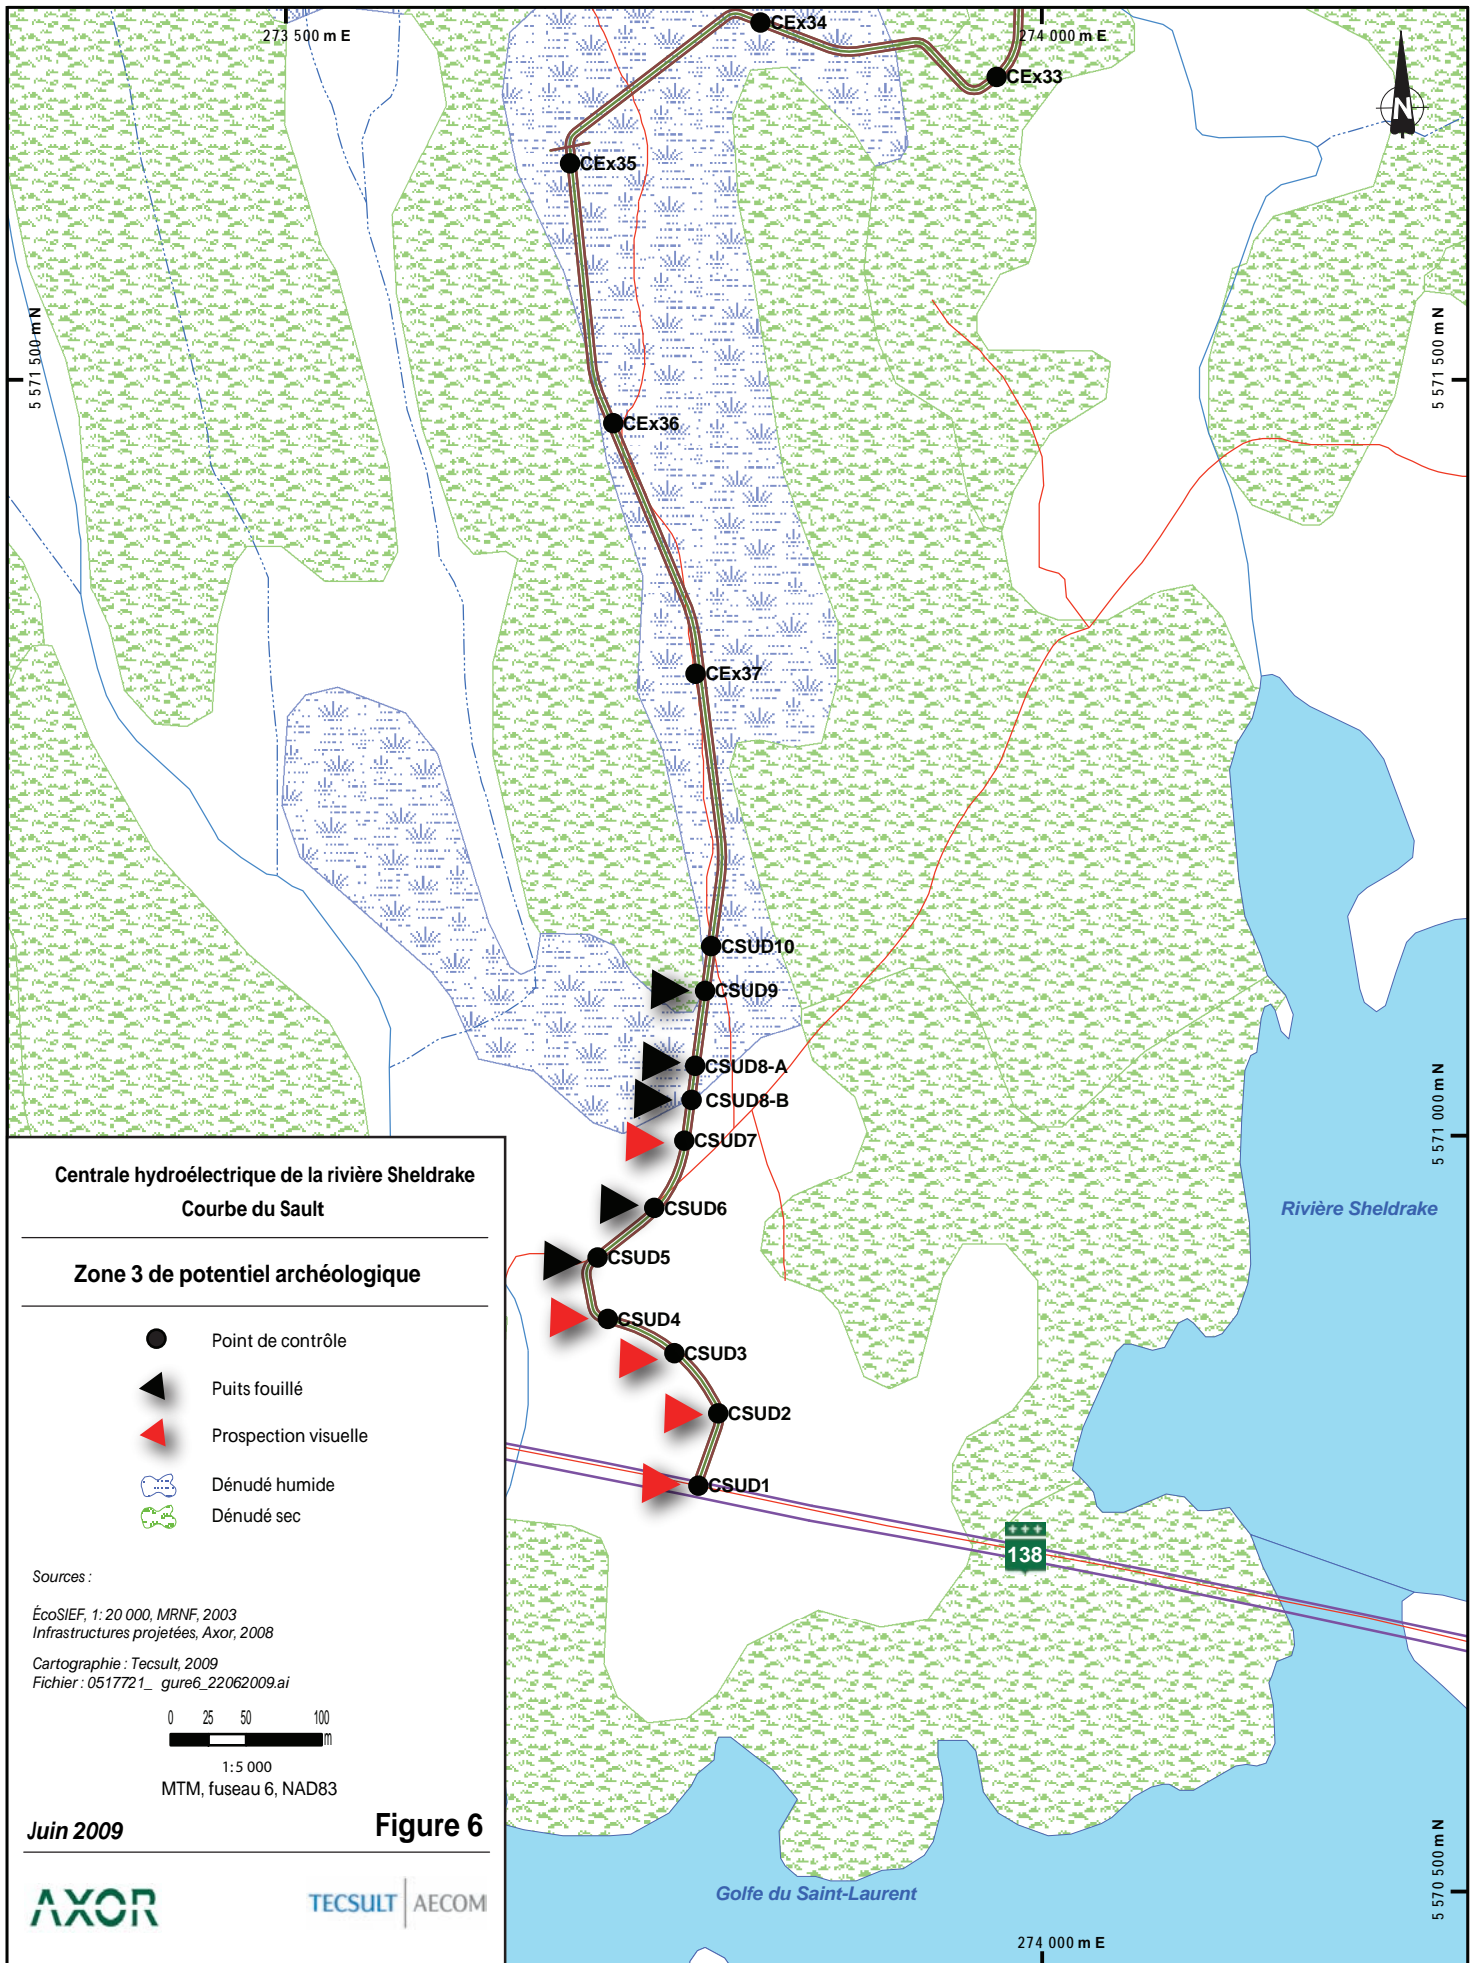 273 500 m E
CEx34
274 000 m E
CEx33
N
CEx35
5 571 500 m N
5 571 500 m N
CEx36
CEx37
CSUD10
CSUD9
CSUD8-A
CSUD8-B
CSUD7
5 571 000 m N
CSUD6
Rivière Sheldrake
CSUD5
CSUD4
CSUD3
CSUD2
CSUD1
138
Centrale hydroélectrique de la rivière Sheldrake
Courbe du Sault
Zone 3 de potentiel archéologique
Point de contrôle
Puits fouillé
Prospection visuelle
Dénudé humide
Dénudé sec
Sources :
ÉcoSIEF, 1: 20 000, MRNF, 2003
Infrastructures projetées, Axor, 2008
Cartographie : Tecsult, 2009
Fichier : 0517721_ gure6_22062009.ai
0 25 50 100
m
1:5 000
MTM, fuseau 6, NAD83
Juin 2009
Figure 6
AXOR
TECSULT | AECOM
Golfe du Saint-Laurent
5 570 500 m N
274 000 m E